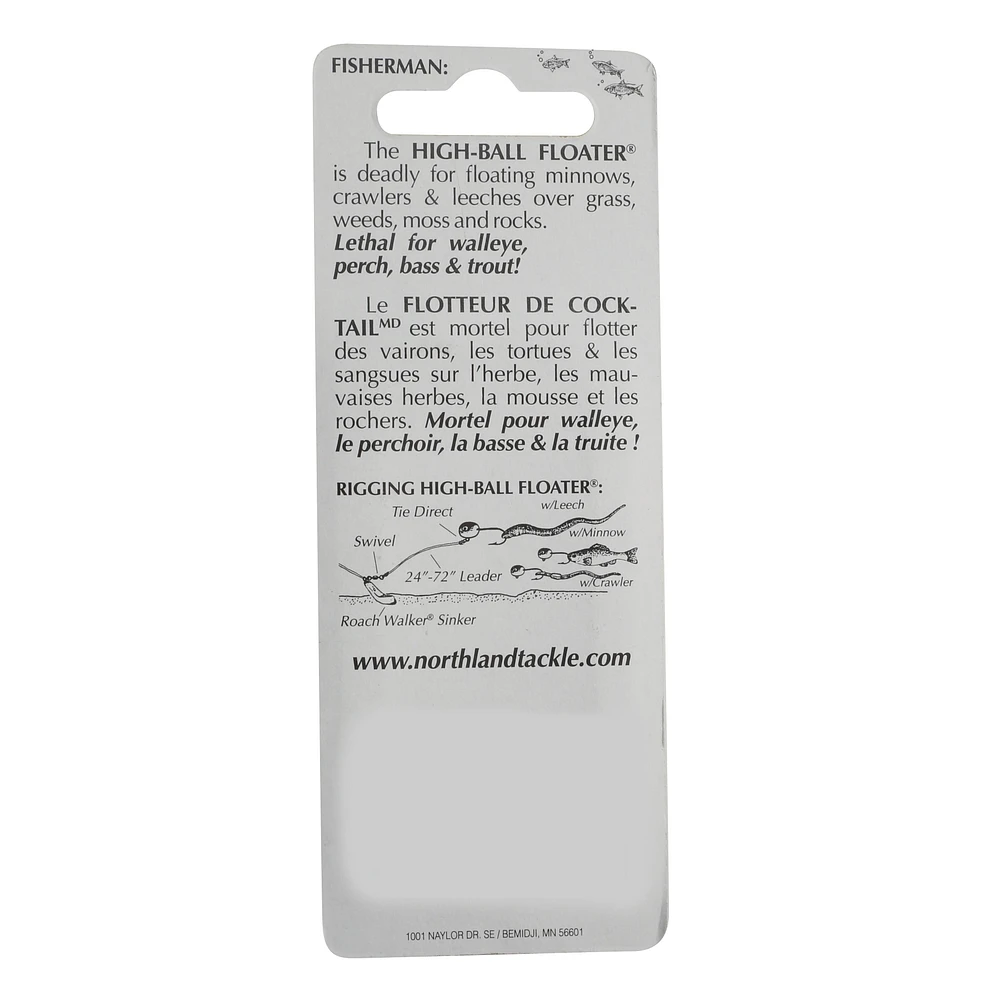 FISHERMAN:
The HIGH-BALL FLOATER®
is deadly for floating minnows,
crawlers & leeches over grass,
weeds, moss and rocks.
Lethal for walleye,
perch, bass & trout!
Le FLOTTEUR DE COCK-
TAILMD est mortel pour flotter
des vairons, les tortues & les
sangsues sur l'herbe, les mau-
vaises herbes, la mousse et les
rochers. Mortel pour walleye,
le perchoir, la basse & la truite !
RIGGING HIGH-BALL FLOATER®:
w/Leech
Tie Direct
w/Minnow
Swivel
24"-72" Leader
w/Crawler
Roach Walker® Sinker
www.northlandtackle.com
1001 NAYLOR DR. SE / BEMIDJI, MN 56601